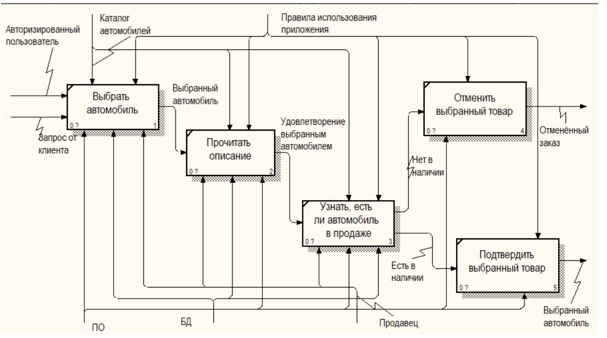 Авторизированный
пользователь
Каталог
автомобилей
Правила использования
приложения
Выбрать
автомобиль
0 ?
1
Запрос от
клиента
Выбранный
автомобиль
Прочитать
описание
0 ?
2
Удовлетворение
выбранным
автомобилем
Узнать, есть
ли автомобиль
в продаже
0 ?
3
Нет в
наличии
Есть в
наличии
Отменить
выбранный товар
0 ?
4
Отменённый
заказ
Подтвердить
выбранный товар
0 ?
5
Выбранный
автомобиль
ПО
БД
Продавец